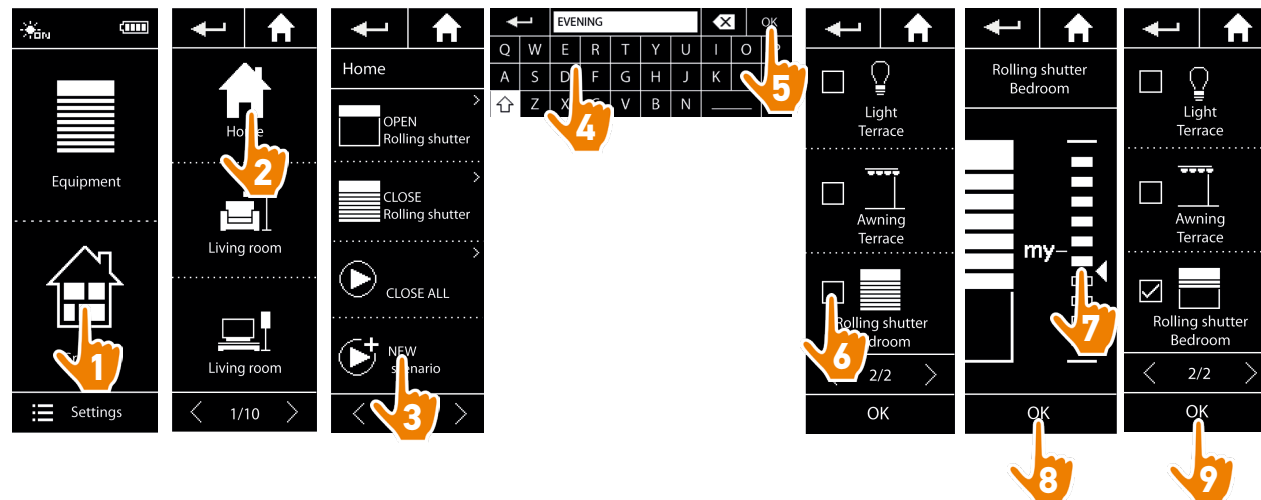 ON
Equipment
1
Settings
Home
2
Living room
Living room
1/10
Home
OPEN
Rolling shutter
CLOSE
Rolling shutter
CLOSE ALL
NEW
scenario
3
EVENING
OK
Q W E R T Y U I O P
A S D F G H J K
Z X C V B N
4
5
Light
Terrace
Awning
Terrace
Rolling shutter
Bedroom
6
2/2
OK
Rolling shutter
Bedroom
my
7
OK
8
Light
Terrace
Awning
Terrace
Rolling shutter
Bedroom
2/2
OK
9